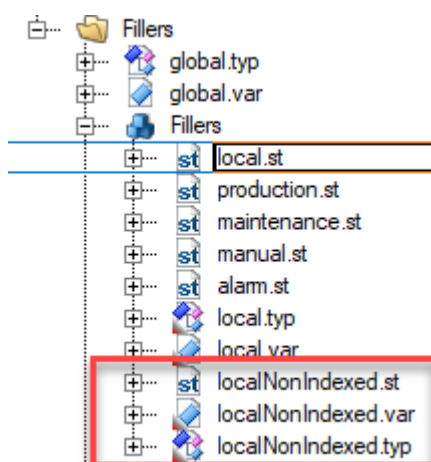 Fillers
global.typ
global.var
Fillers
st local.st
st production.st
st maintenance.st
st manual.st
st alarm.st
local.typ
local.var
st localNonIndexed.st
localNonIndexed.var
localNonIndexed.typ